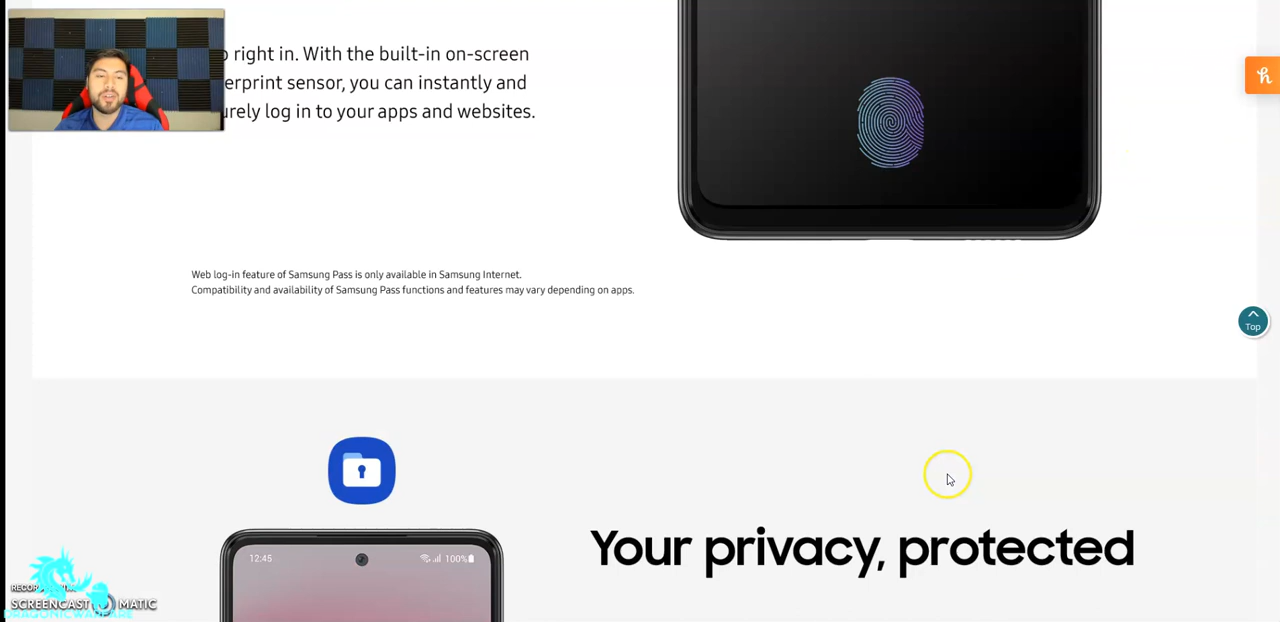 right in. With the built-in on-screen
sensor, you can instantly and
log in to your apps and websites.
Web log-in feature of Samsung Pass is only available in Samsung Internet.
Compatibility and availability of Samsung Pass functions and features may vary depending on apps.
Top
12:45
100%
Your privacy, protected
SCREENCAST MATIC
DRAGONICWARFARE